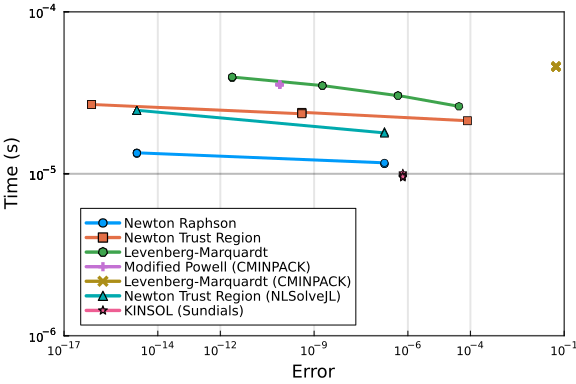 10⁻⁴
10⁻⁵
10⁻⁶
Time (s)
Newton Raphson
Newton Trust Region
Levenberg-Marquardt
Modified Powell (CMINPACK)
Levenberg-Marquardt (CMINPACK)
Newton Trust Region (NLSolveJL)
KINSOL (Sundials)
10⁻¹⁷ 10⁻¹⁴ 10⁻¹² 10⁻⁹ 10⁻⁶ 10⁻⁴ 10⁻¹
Error